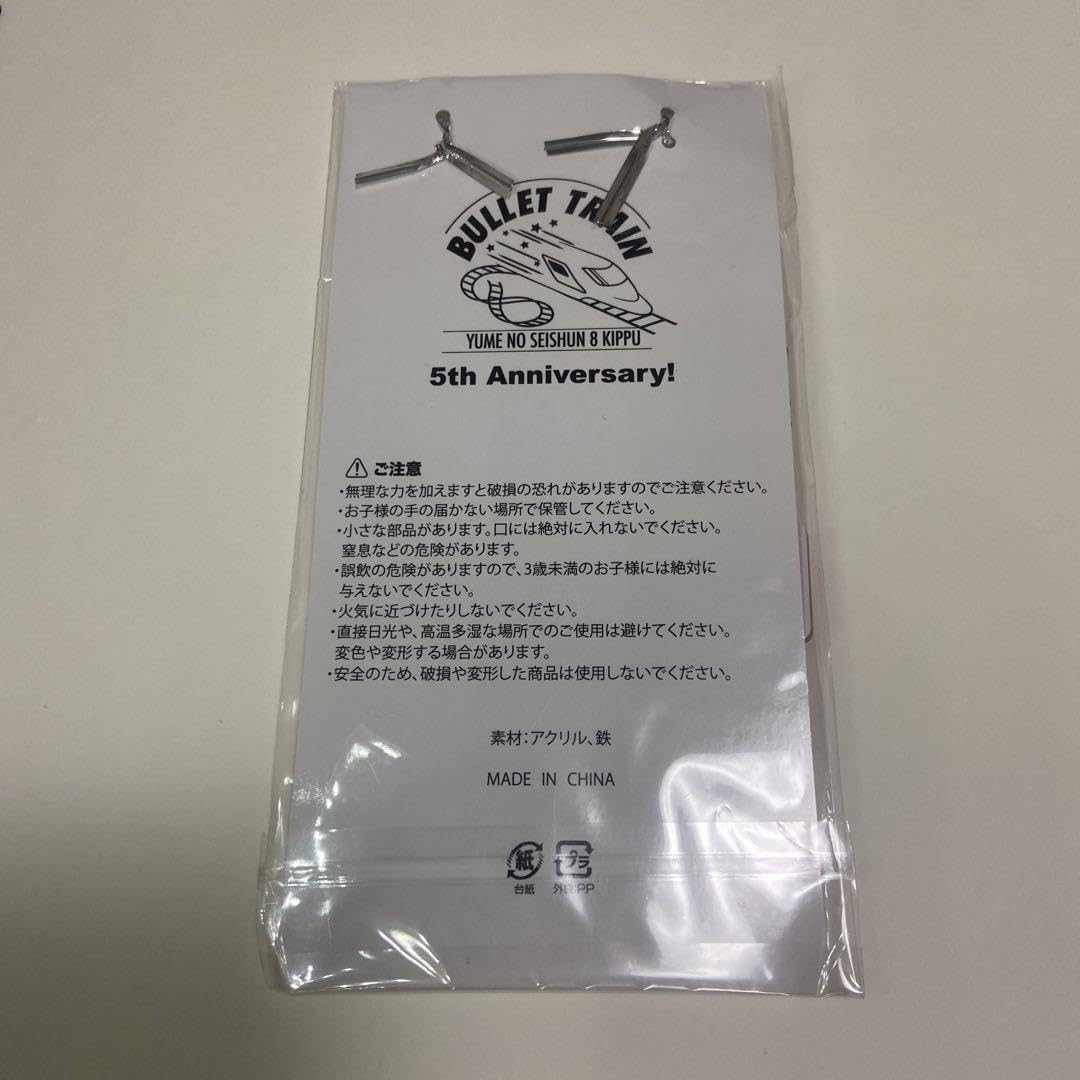 BULLET TRAIN
YUME NO SEISHUN 8 KIPPU
5th Anniversary!
⚠ ご注意
・無理な力を加えますと破損の恐れがありますのでご注意ください。
・お子様の手の届かない場所で保管してください。
・小さな部品があります。口には絶対に入れないでください。
窒息などの危険があります。
・誤飲の危険がありますので、3歳未満のお子様には絶対に
与えないでください。
・火気に近づけたりしないでください。
・直接日光や、高温多湿な場所でのご使用は避けてください。
変色や変形する場合があります。
・安全のため、破損や変形した商品は使用しないでください。
素材：アクリル、鉄
MADE IN CHINA
紙 プラ
台紙 外袋:PP